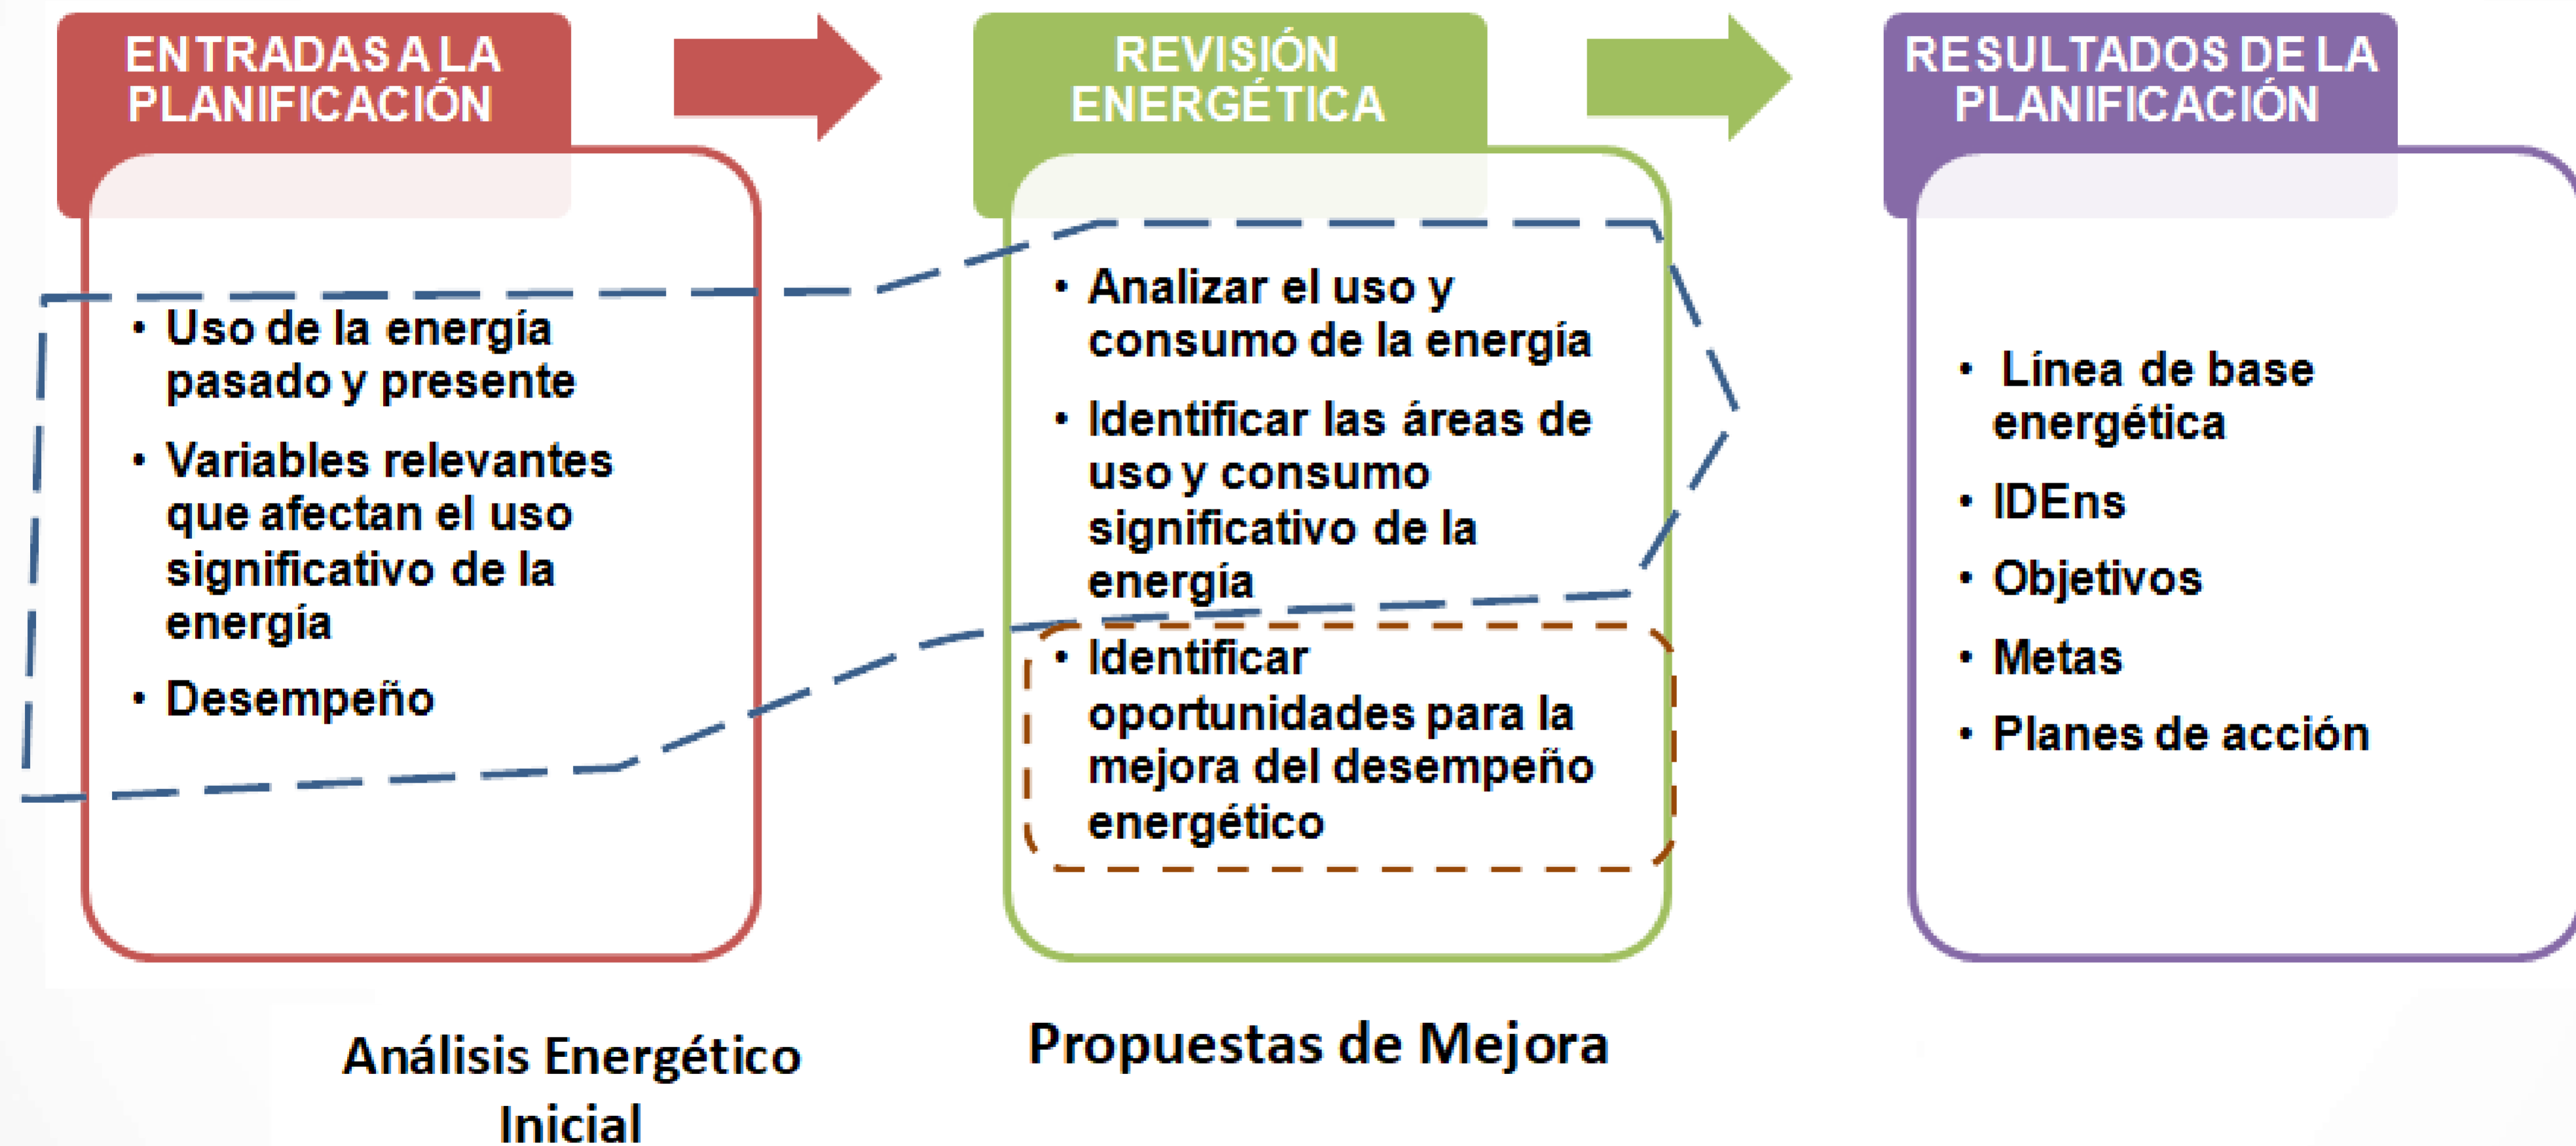 ENTRADAS A LA
PLANIFICACIÓN
• Uso de la energía
pasado y presente
• Variables relevantes
que afectan el uso
significativo de la
energía
• Desempeño
REVISIÓN
ENERGÉTICA
• Analizar el uso y
consumo de la energía
• Identificar las áreas de
uso y consumo
significativo de la
energía
• Identificar
oportunidades para la
mejora del desempeño
energético
RESULTADOS DE LA
PLANIFICACIÓN
• Línea de base
energética
• IDEns
• Objetivos
• Metas
• Planes de acción
Análisis Energético
Inicial
Propuestas de Mejora